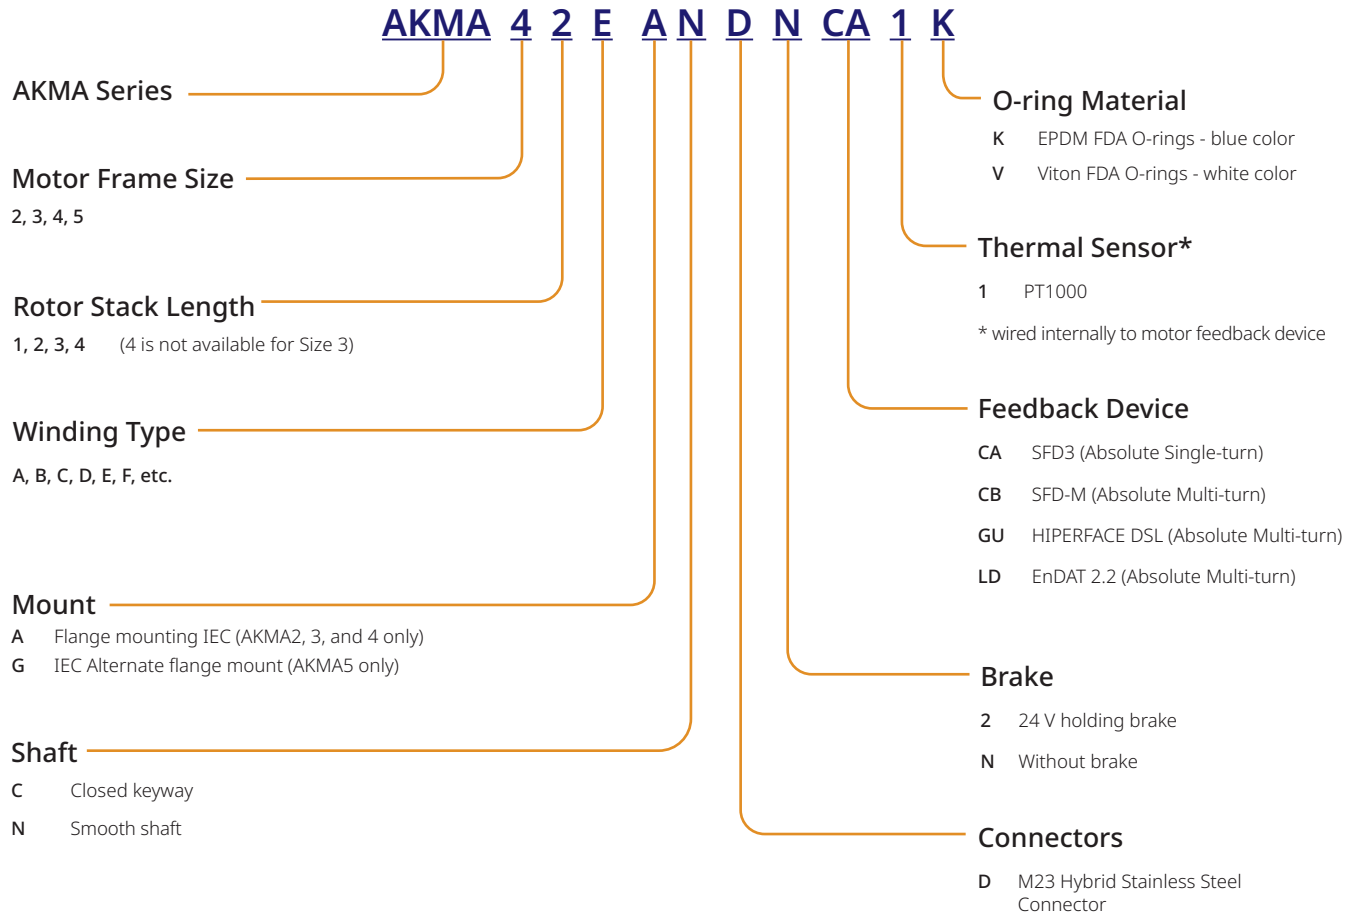 AKMA 4 2 E A N D N CA 1 K
AKMA Series
Motor Frame Size
2, 3, 4, 5
Rotor Stack Length
1, 2, 3, 4 (4 is not available for Size 3)
Winding Type
A, B, C, D, E, F, etc.
Mount
A Flange mounting IEC (AKMA2, 3, and 4 only)
G IEC Alternate flange mount (AKMA5 only)
Shaft
C Closed keyway
N Smooth shaft
O-ring Material
K EPDM FDA O-rings - blue color
V Viton FDA O-rings - white color
Thermal Sensor*
1 PT1000
* wired internally to motor feedback device
Feedback Device
CA SFD3 (Absolute Single-turn)
CB SFD-M (Absolute Multi-turn)
GU HIPERFACE DSL (Absolute Multi-turn)
LD EnDAT 2.2 (Absolute Multi-turn)
Brake
2 24 V holding brake
N Without brake
Connectors
D M23 Hybrid Stainless Steel
Connector